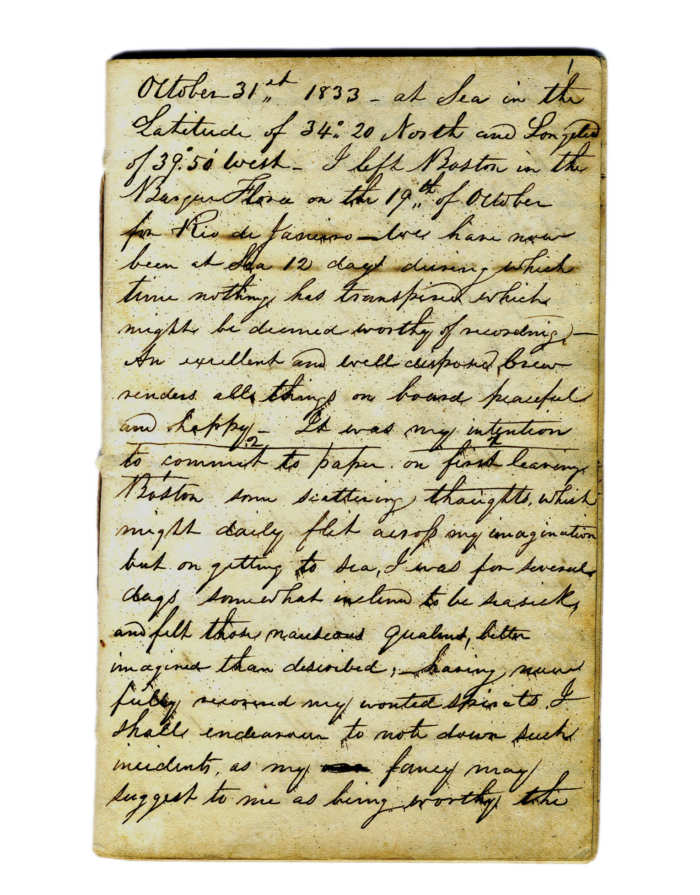 1
October 31st 1833 - at Sea in the
Latitude of 34° 20 North and Longitd
of 39°.50' West - I left Boston in the
Barque Flora on the 19th of October
for Rio de Janeiro - We have now
been at Sea 12 days during which
time nothing has transpired which
might be deemed worthy of recording, -
An excellent and well disposed, Crew
renders all things on board peaceful
and happy - It was my intention
to commit to paper on first leaving
Boston some scattering thoughts, which
might daily flit across my imagination
but on getting to Sea, I was for several
days somewhat inclined to be seasick,
and felt those nauseous qualms, better
imagined than described; - having now
fully recovered my wonted spirits, I
shall endeavour to note down such
incidents, as my fancy may
suggest to me as being worthy the